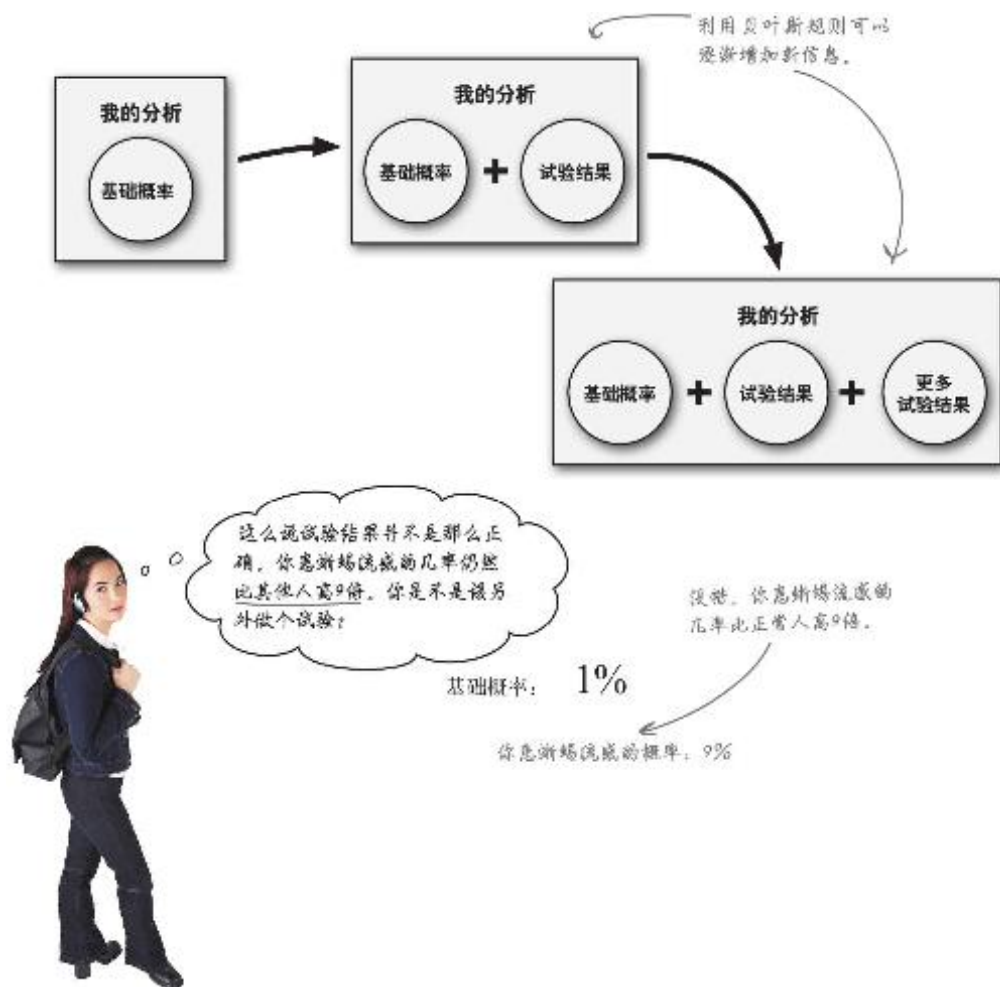 利用贝叶斯规则可以
逐渐增加新信息。
我的分析
基础概率
我的分析
基础概率
+
试验结果
我的分析
基础概率
+
试验结果
+
更多
试验结果
这么说试验结果并不是那么正
确，你患蜥蜴流感的几率仍然
比其他人高9倍。你是不是该另
外做个试验？
没错，你患蜥蜴流感的
几率比正常人高9倍。
基础概率： 1%
你患蜥蜴流感的概率：9%